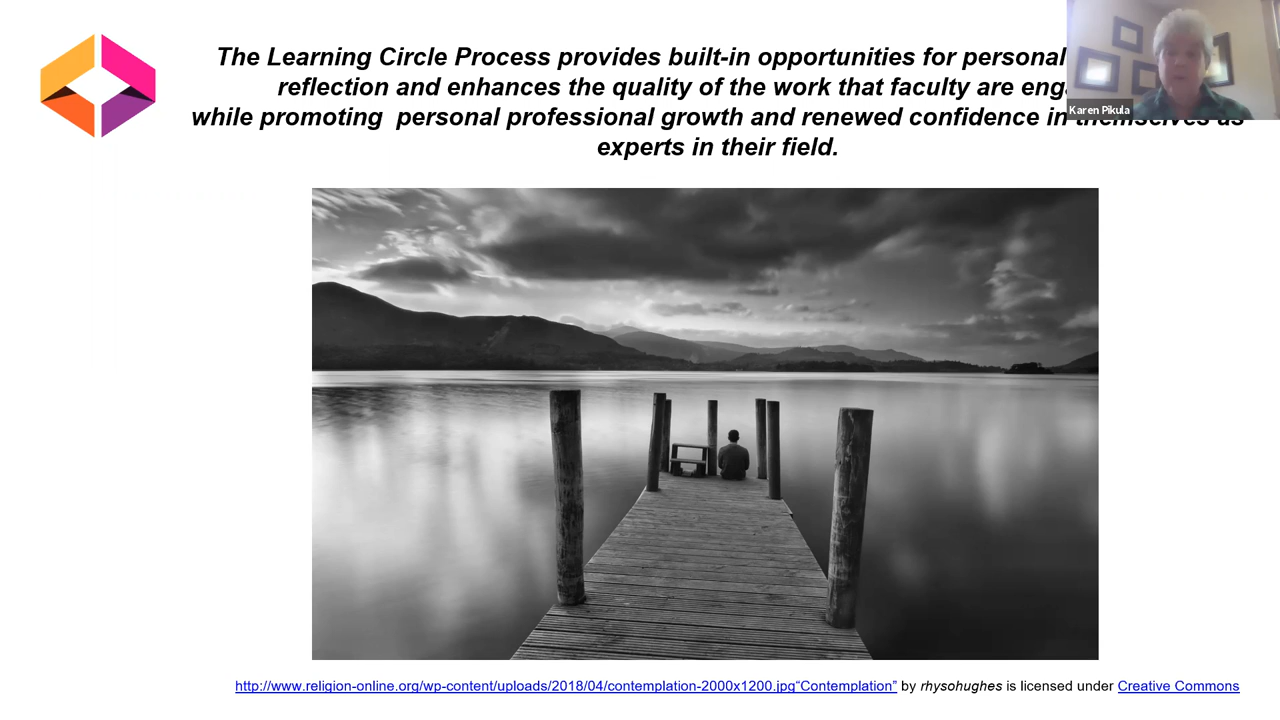 The Learning Circle Process provides built-in opportunities for personal
reflection and enhances the quality of the work that faculty are
while promoting  personal professional growth and renewed confidence in themselves as
experts in their field.
Karen Pikula
http://www.religion-online.org/wp-content/uploads/2018/04/contemplation-2000x1200.jpg“Contemplation” by rhysohughes is licensed under Creative Commons